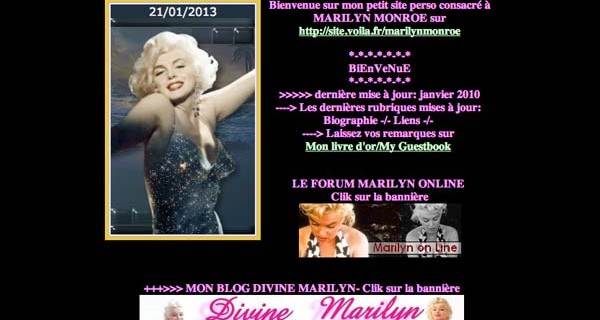 21/01/2013
Bienvenue sur mon petit site perso consacré à
MARILYN MONROE sur
http://site.voila.fr/marilynmonroe
*-*-*-*-*-*-*
BiEnVeNuE
*-*-*-*-*-*-*
>>>>> dernière mise à jour: janvier 2010
----> Les dernières rubriques mises à jour:
Biographie -/- Liens -/-
----> Laissez vos remarques sur
Mon livre d'or/My Guestbook
LE FORUM MARILYN ONLINE
Clik sur la bannière
Marilyn on Line
+++>>> MON BLOG DIVINE MARILYN- Clik sur la bannière
Divine Marilyn